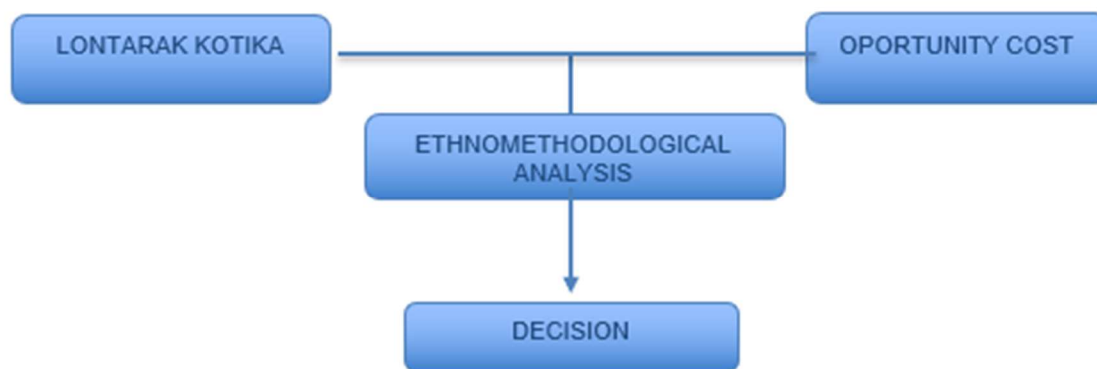 LONTARAK KOTIKA
OPORTUNITY COST
ETHNOMETHODOLOGICAL
ANALYSIS
DECISION